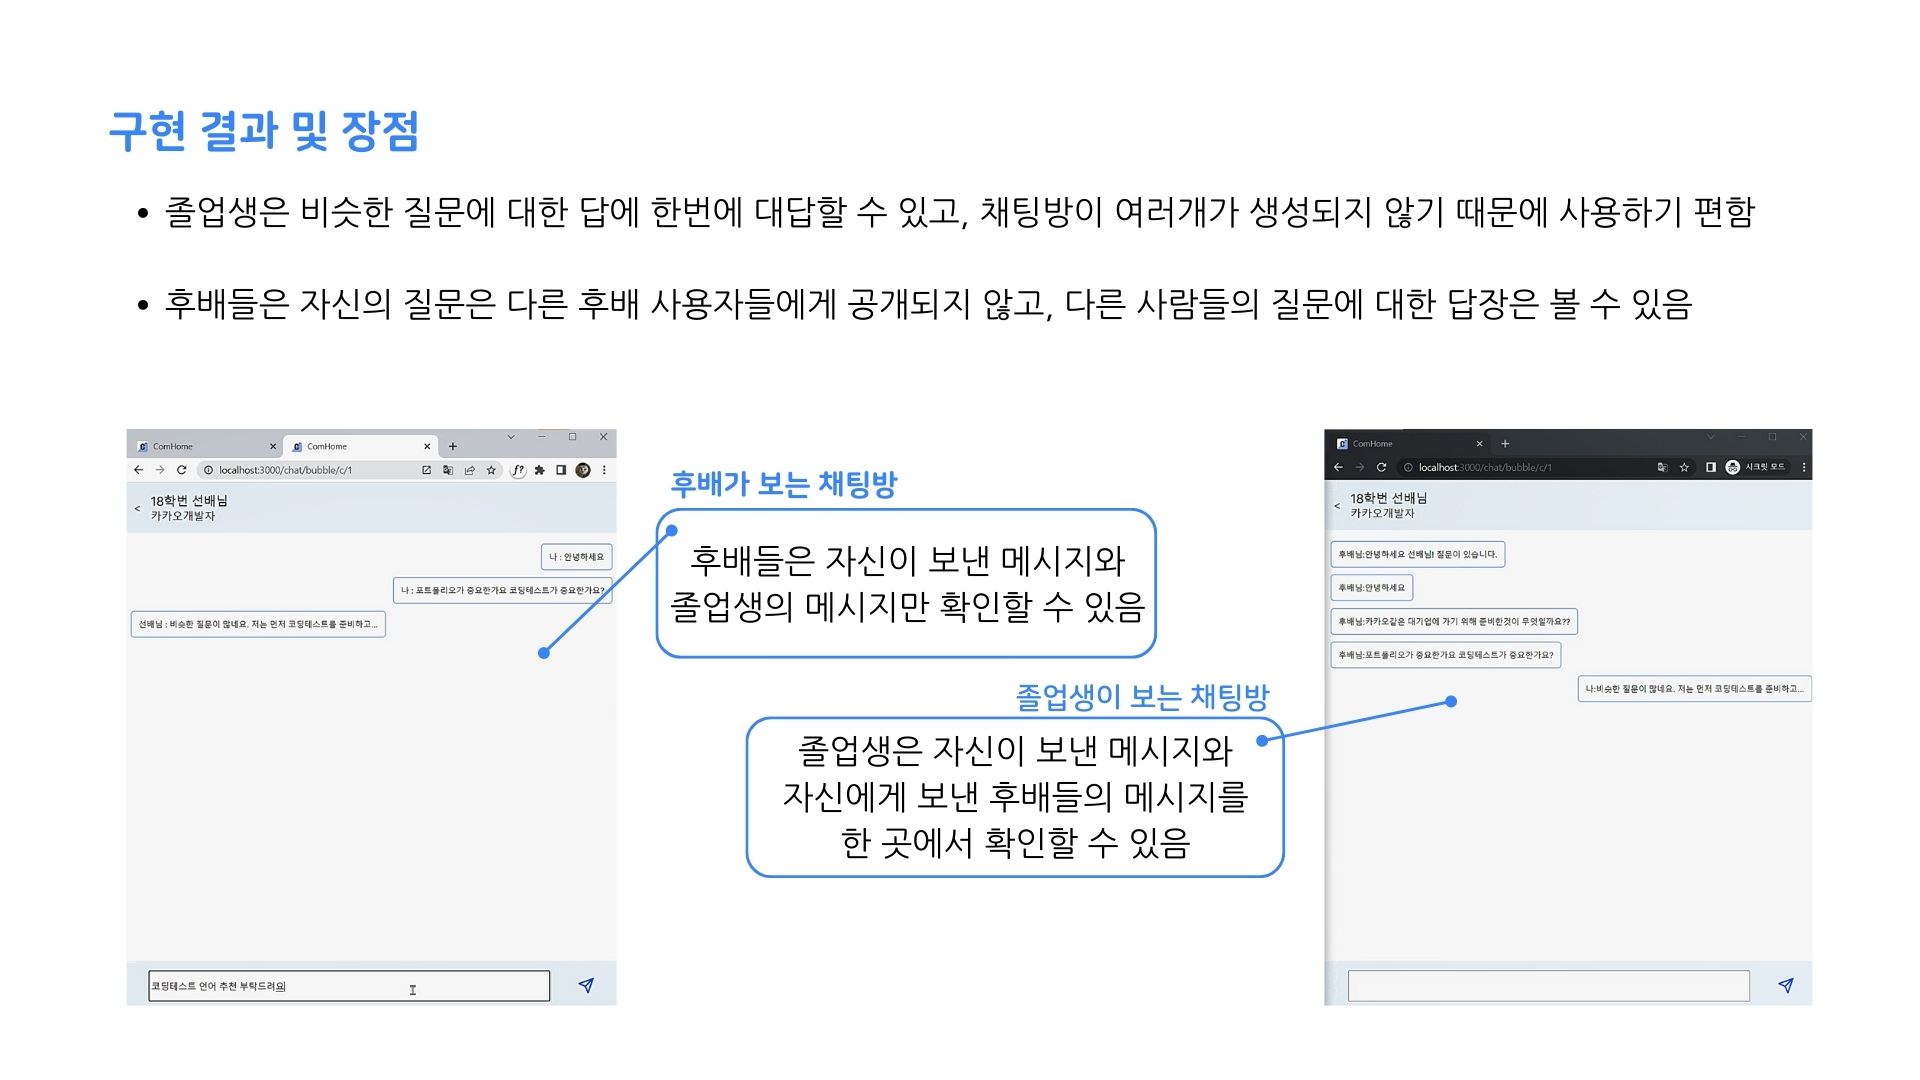 구현 결과 및 장점
• 졸업생은 비슷한 질문에 대한 답에 한번에 대답할 수 있고, 채팅방이 여러개가 생성되지 않기 때문에 사용하기 편함
• 후배들은 자신의 질문은 다른 후배 사용자들에게 공개되지 않고, 다른 사람들의 질문에 대한 답장은 볼 수 있음
ComHome
ComHome
localhost:3000/chat/bubble/c/1
18학번 선배님
카카오개발자
나 : 안녕하세요
나 : 포트폴리오가 중요한가요 코딩테스트가 중요한가요?
선배님 : 비슷한 질문이 많네요. 저는 먼저 코딩테스트를 준비하고...
코딩테스트 언어 추천 부탁드려요
후배가 보는 채팅방
후배들은 자신이 보낸 메시지와
졸업생의 메시지만 확인할 수 있음
졸업생이 보는 채팅방
졸업생은 자신이 보낸 메시지와
자신에게 보낸 후배들의 메시지를
한 곳에서 확인할 수 있음
ComHome
localhost:3000/chat/bubble/c/1
시크릿 모드
18학번 선배님
카카오개발자
후배님:안녕하세요 선배님! 질문이 있습니다.
후배님:안녕하세요
후배님:카카오같은 대기업에 가기 위해 준비한것이 무엇일까요??
후배님:포트폴리오가 중요한가요 코딩테스트가 중요한가요?
나:비슷한 질문이 많네요. 저는 먼저 코딩테스트를 준비하고...